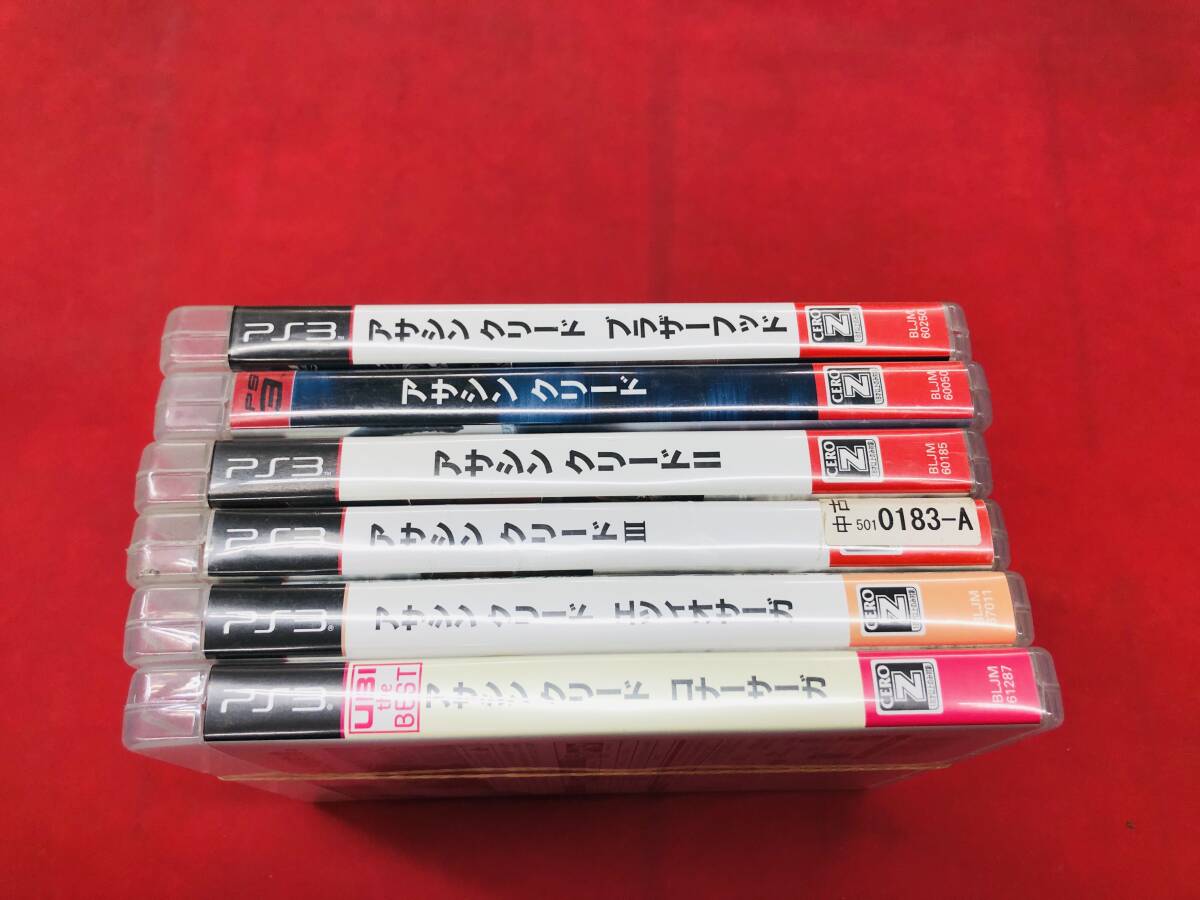 PS3 アサシン クリード ブラザーフッド CERO Z BLJM 60250
PS3 アサシン クリード CERO Z BLJM 60050
PS3 アサシン クリードII CERO Z BLJM 60185
PS3 アサシン クリードIII 中古 501 0183-A
PS3 アサシン クリード エツィオサーガ CERO Z BLJM
PS3 UBI the BEST アサシン クリード コナーサーガ CERO Z BLJM 61287